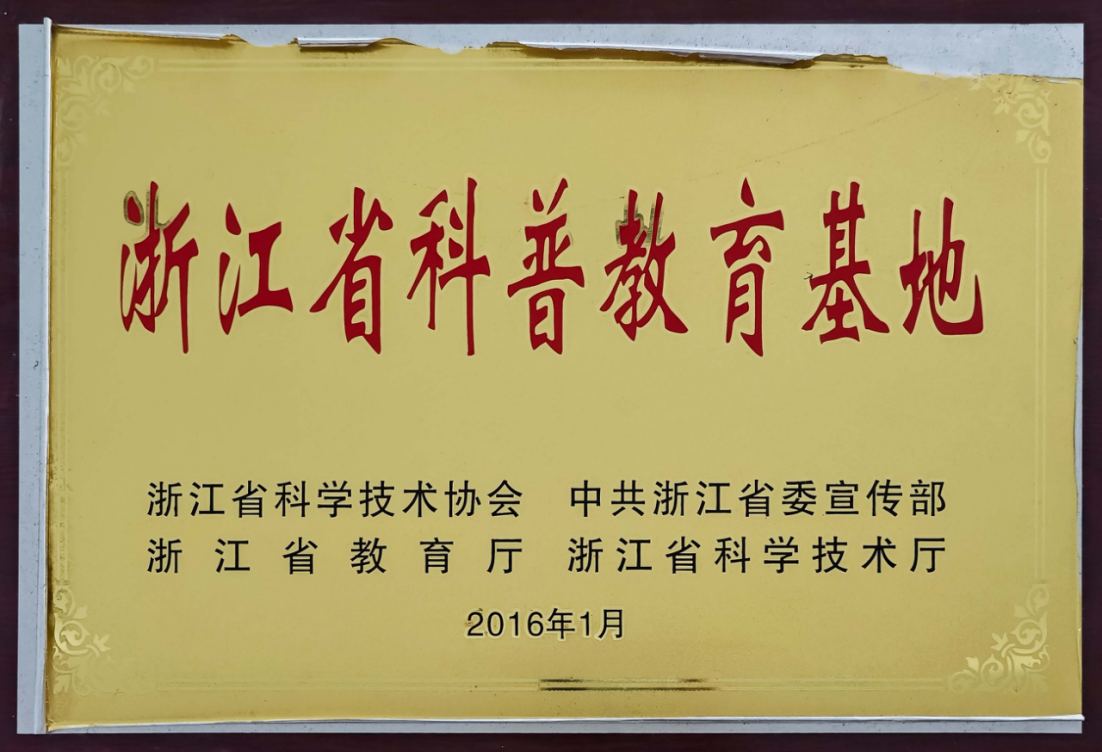 浙江省科普教育基地
浙江省科学技术协会 中共浙江省委宣传部
浙江省教育厅 浙江省科学技术厅
2016年1月